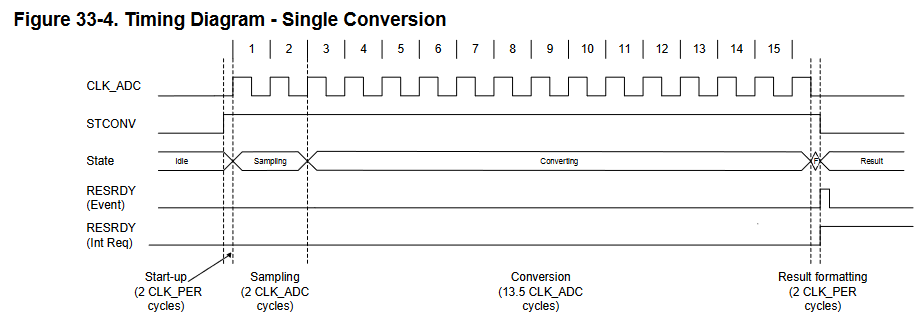 Figure 33-4. Timing Diagram - Single Conversion
1 2 3 4 5 6 7 8 9 10 11 12 13 14 15
CLK_ADC
STCONV
State Idle Sampling Converting F Result
RESRDY
(Event)
RESRDY
(Int Req)
Start-up Sampling Conversion Result formatting
(2 CLK_PER (2 CLK_ADC (13.5 CLK_ADC (2 CLK_PER
cycles) cycles) cycles) cycles)